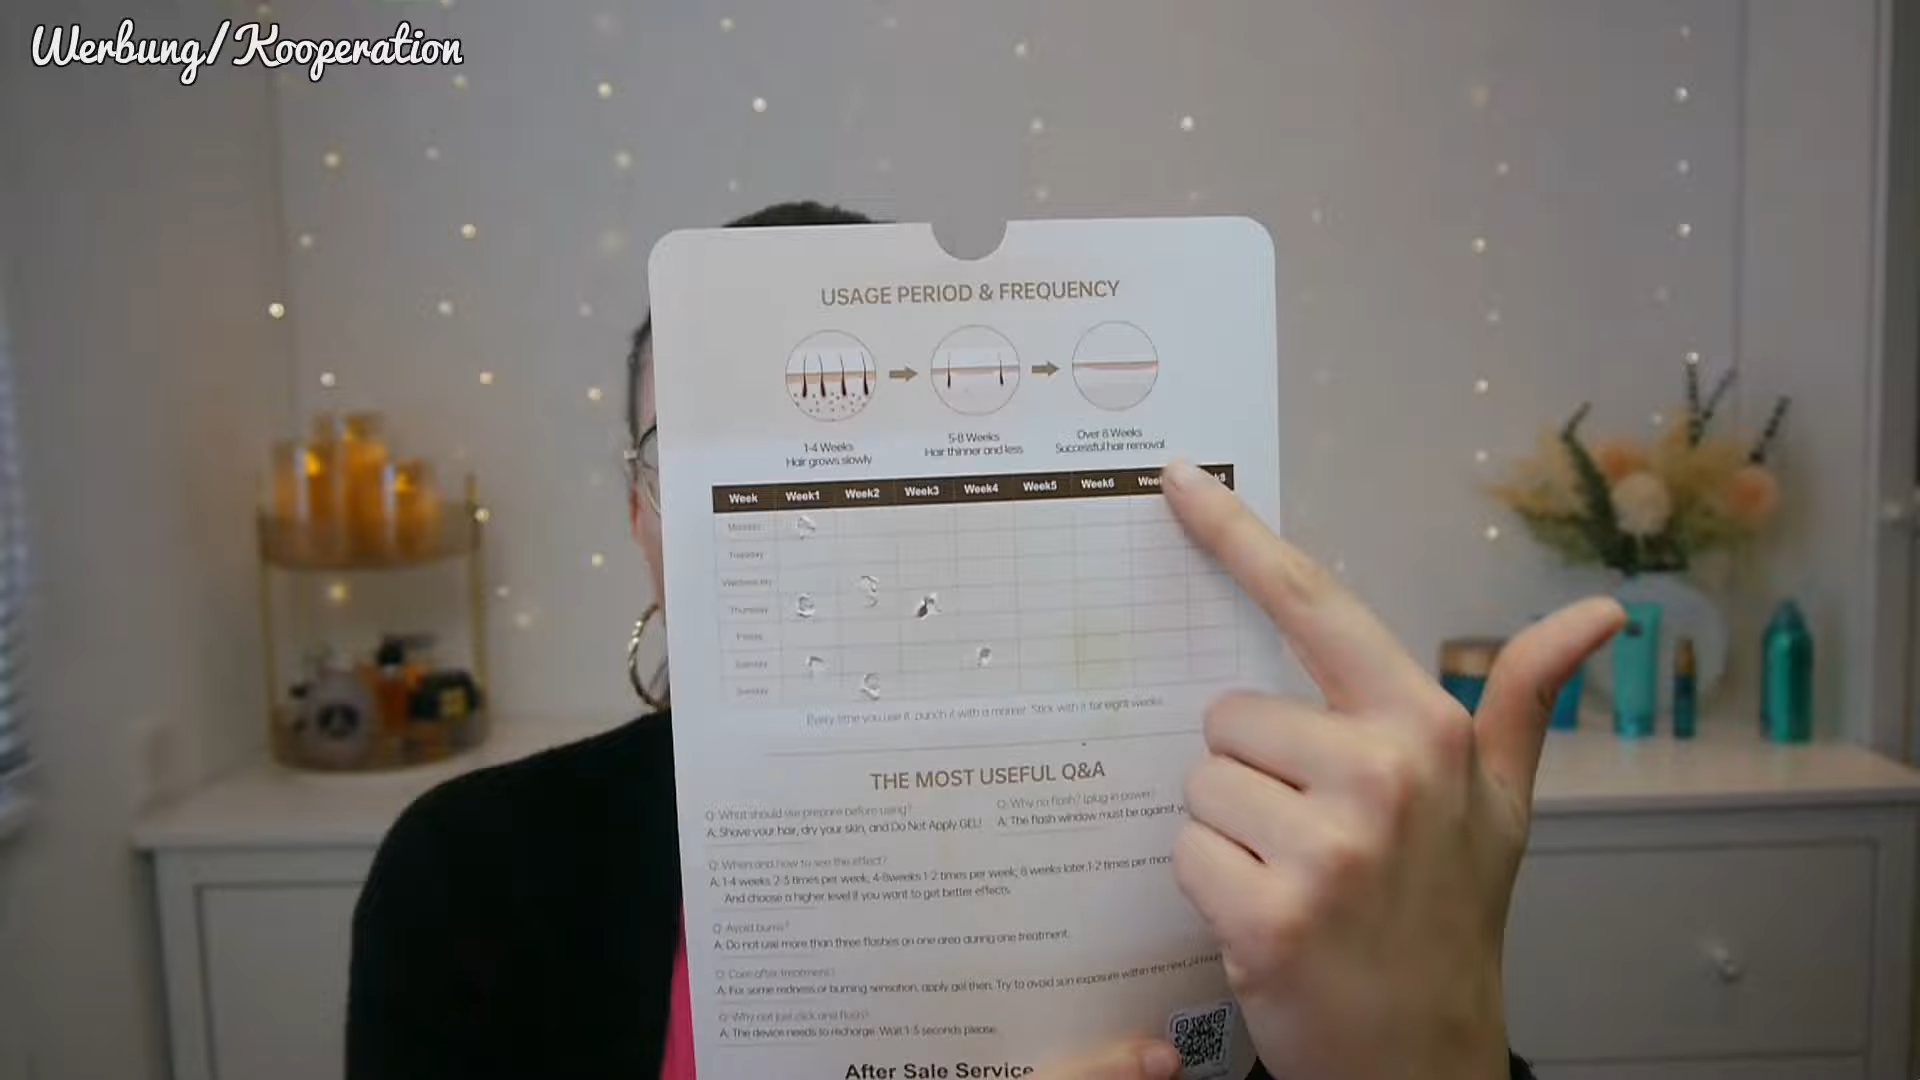 Werbung/Kooperation
USAGE PERIOD & FREQUENCY
1-4 Weeks
Hair grows slowly
5-8 Weeks
Hair thinner and less
Over 8 Weeks
Successful hair removal
Week Week1 Week2 Week3 Week4 Week5 Week6
Monday
Tuesday
Wednesday
Thursday
Friday
Saturday
Sunday
Every time you use it, punch it with a marker. Stick with it for eight weeks.
THE MOST USEFUL Q&A
Q: What should we prepare before using?
A: Shave your hair, dry your skin, and Do Not Apply GEL!
Q: Why no flash? (plug in power)
A: The flash window must be against
Q: When and how to see the effect?
A: 1-4 weeks 2-3 times per week, 4-8weeks 1-2 times per week, 8 weeks later, 1-2 times per
And choose a higher level if you want to get better effects.
Q: Avoid burns?
A: Do not use more than three flashes on one area during one treatment.
Q: Care after treatment?
A: For some redness or burning sensation, apply gel then. Try to avoid sun exposure within the next 24
Q: Why not just click and flash?
A: The device needs to recharge. Wait 1-3 seconds please.
After Sale Service